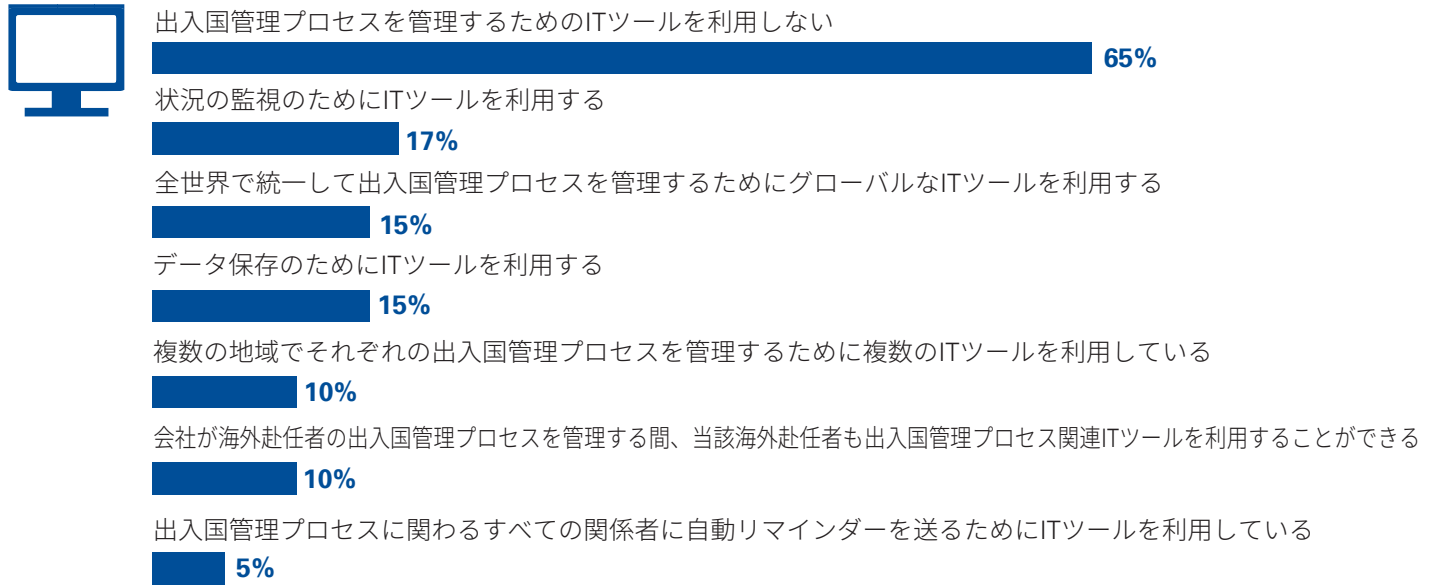 出入国管理プロセスを管理するためのITツールを利用しない
65%
状況の監視のためにITツールを利用する
17%
全世界で統一して出入国管理プロセスを管理するためにグローバルなITツールを利用する
15%
データ保存のためにITツールを利用する
15%
複数の地域でそれぞれの出入国管理プロセスを管理するために複数のITツールを利用している
10%
会社が海外赴任者の出入国管理プロセスを管理する間、当該海外赴任者も出入国管理プロセス関連ITツールを利用することができる
10%
出入国管理プロセスに関わるすべての関係者に自動リマインダーを送るためにITツールを利用している
5%